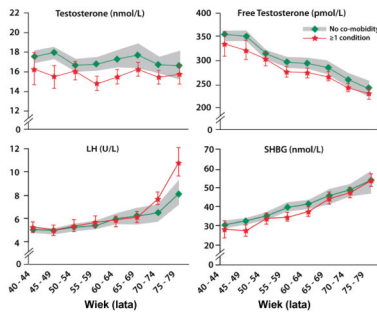 Testosterone (nmol/L)
22
20
18
16
14
12
0
Free Testosterone (pmol/L)
400
350
300
250
200
0
No co-mobidity
≥1 condition
LH (U/L)
12
10
8
6
4
0
SHBG (nmol/L)
70
60
50
40
30
20
10
0
40 - 44
45 - 49
50 - 54
55 - 59
60 - 64
65 - 69
70 - 74
75 - 79
Wiek (lata)
40 - 44
45 - 49
50 - 54
55 - 59
60 - 64
65 - 69
70 - 74
75 - 79
Wiek (lata)